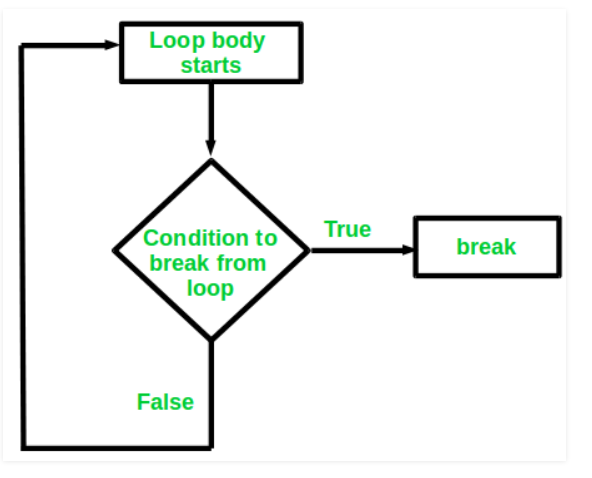 Loop body
starts
Condition to
break from
loop
True
break
False